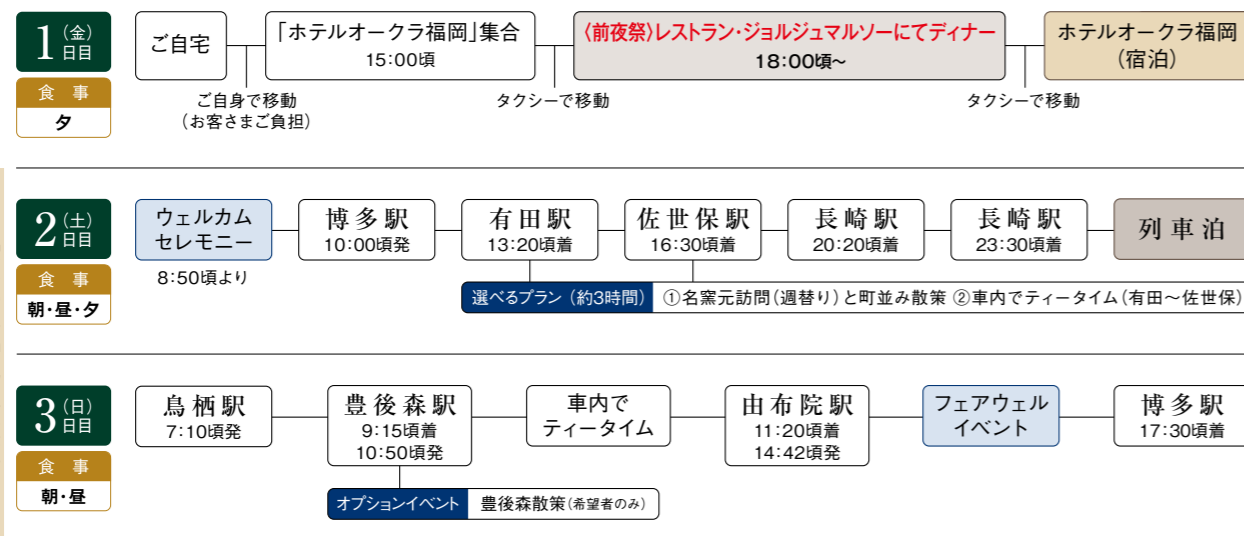 1(金)日目
食 事
夕
ご自宅
ご自身で移動
(お客さまご負担)
「ホテルオークラ福岡」集合
15:00頃
タクシーで移動
〈前夜祭〉レストラン・ジョルジュマルソーにてディナー
18:00頃~
タクシーで移動
ホテルオークラ福岡
(宿泊)
2(土)日目
食 事
朝・昼・夕
ウェルカム
セレモニー
8:50頃より
博多駅
10:00頃発
有田駅
13:20頃着
佐世保駅
16:30頃着
長崎駅
20:20頃着
長崎駅
23:30頃着
列車泊
選べるプラン(約3時間) ①名窯元訪問(週替り)と町並み散策 ②車内でティータイム(有田~佐世保)
3(日)日目
食 事
朝・昼
鳥栖駅
7:10頃発
豊後森駅
9:15頃着
10:50頃発
オプションイベント 豊後森散策(希望者のみ)
車内で
ティータイム
由布院駅
11:20頃着
14:42頃発
フェアウェル
イベント
博多駅
17:30頃着